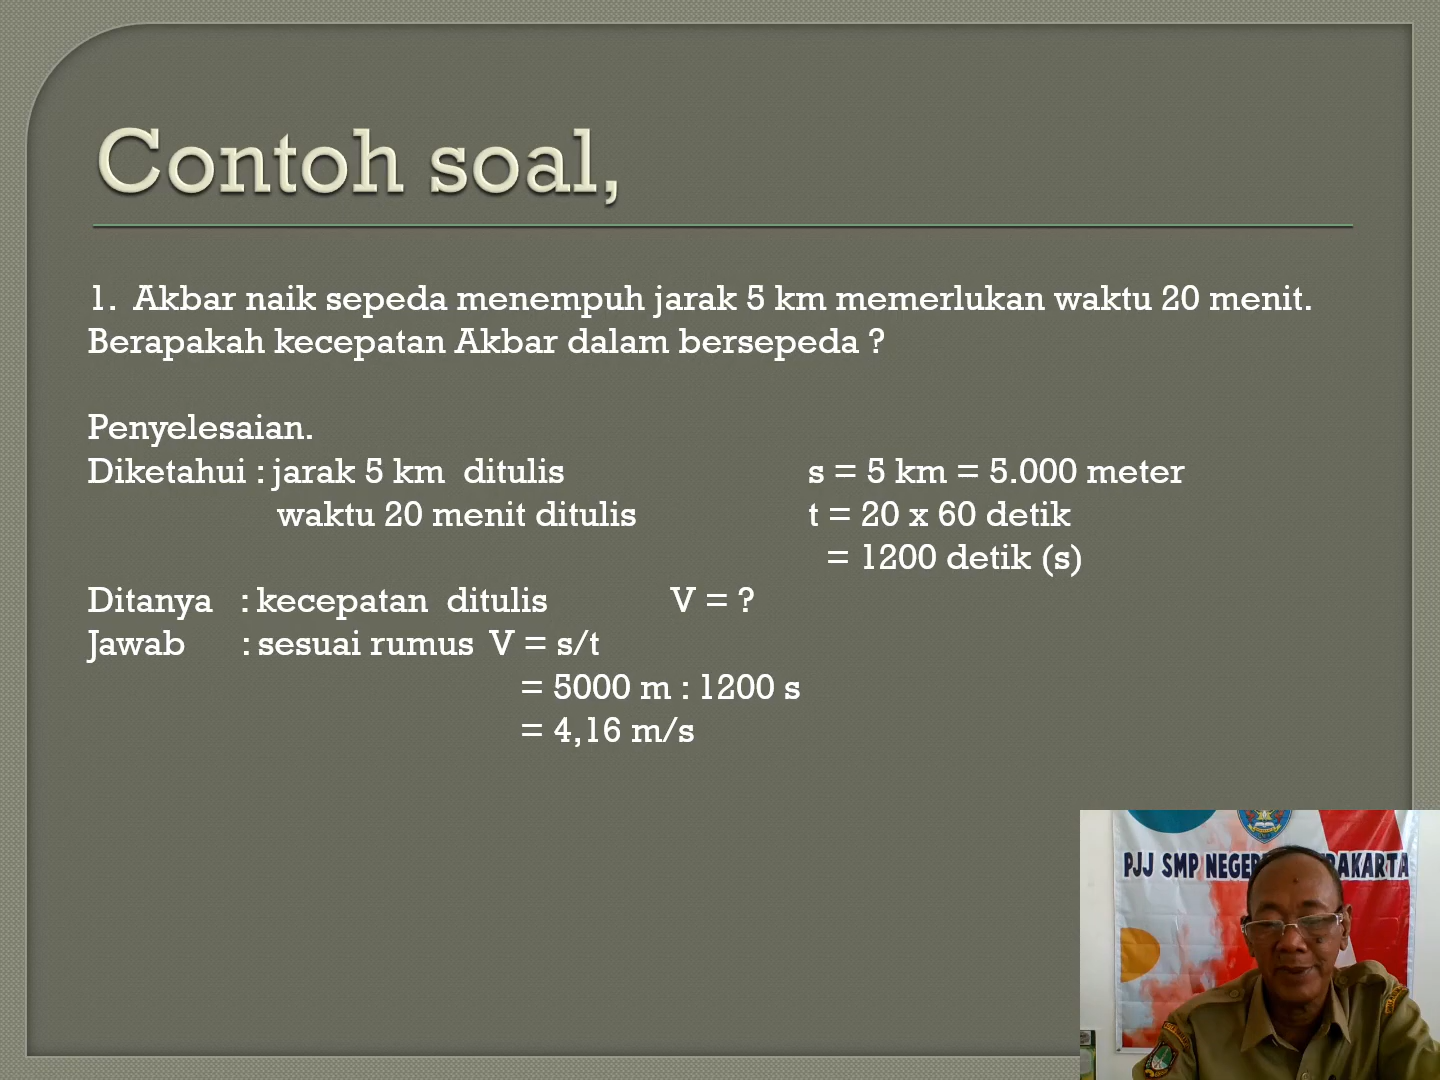 Contoh soal,
1. Akbar naik sepeda menempuh jarak 5 km memerlukan waktu 20 menit.
Berapakah kecepatan Akbar dalam bersepeda ?
Penyelesaian.
Diketahui : jarak 5 km ditulis s = 5 km = 5.000 meter
waktu 20 menit ditulis t = 20 x 60 detik
= 1200 detik (s)
Ditanya : kecepatan ditulis V = ?
Jawab : sesuai rumus V = s/t
= 5000 m : 1200 s
= 4,16 m/s
PJJ SMP